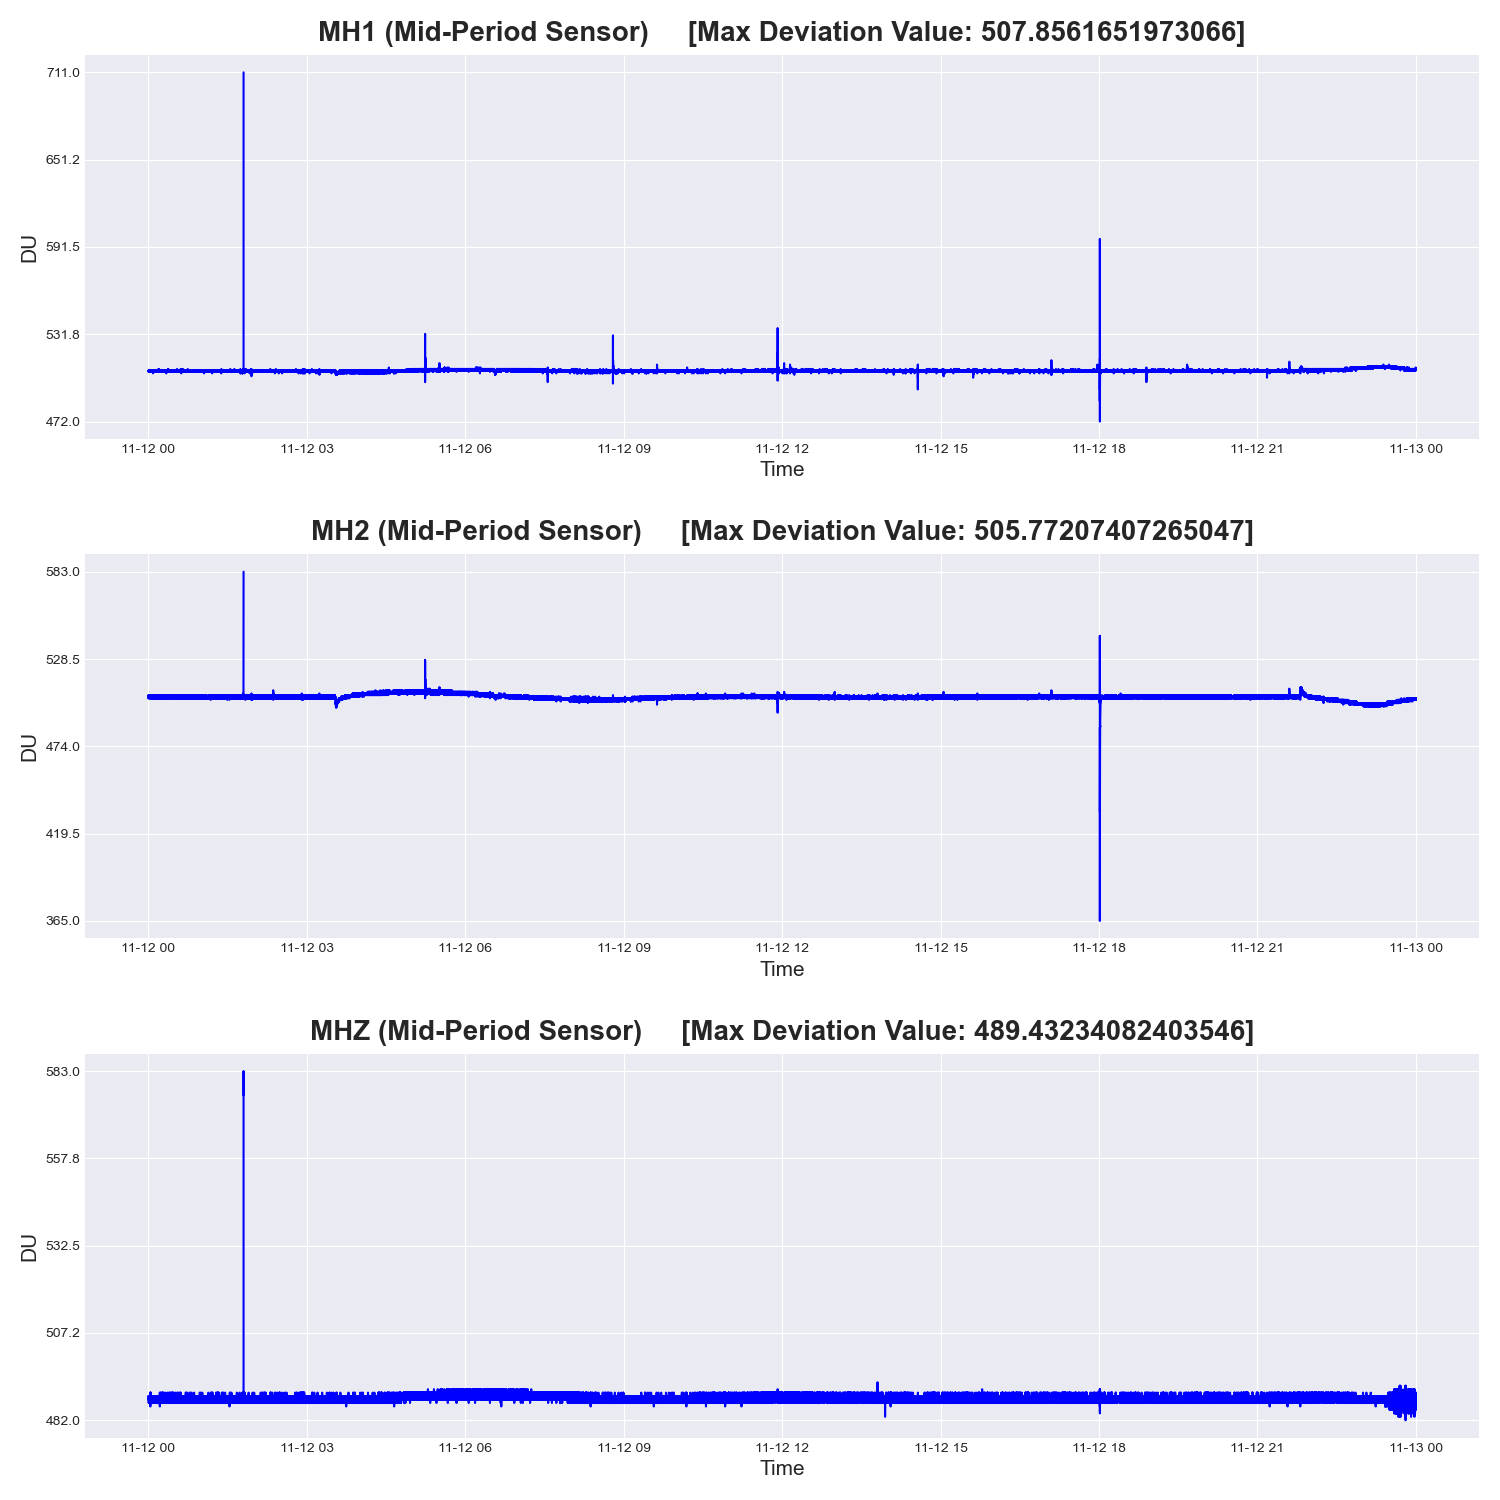 MH1 (Mid-Period Sensor) [Max Deviation Value: 507.8561651973066]
711.0
651.2
591.5
531.8
472.0
DU
11-12 00 11-12 03 11-12 06 11-12 09 11-12 12 11-12 15 11-12 18 11-12 21 11-13 00
Time
MH2 (Mid-Period Sensor) [Max Deviation Value: 505.77207407265047]
583.0
528.5
474.0
419.5
365.0
DU
11-12 00 11-12 03 11-12 06 11-12 09 11-12 12 11-12 15 11-12 18 11-12 21 11-13 00
Time
MHZ (Mid-Period Sensor) [Max Deviation Value: 489.43234082403546]
583.0
557.8
532.5
507.2
482.0
DU
11-12 00 11-12 03 11-12 06 11-12 09 11-12 12 11-12 15 11-12 18 11-12 21 11-13 00
Time